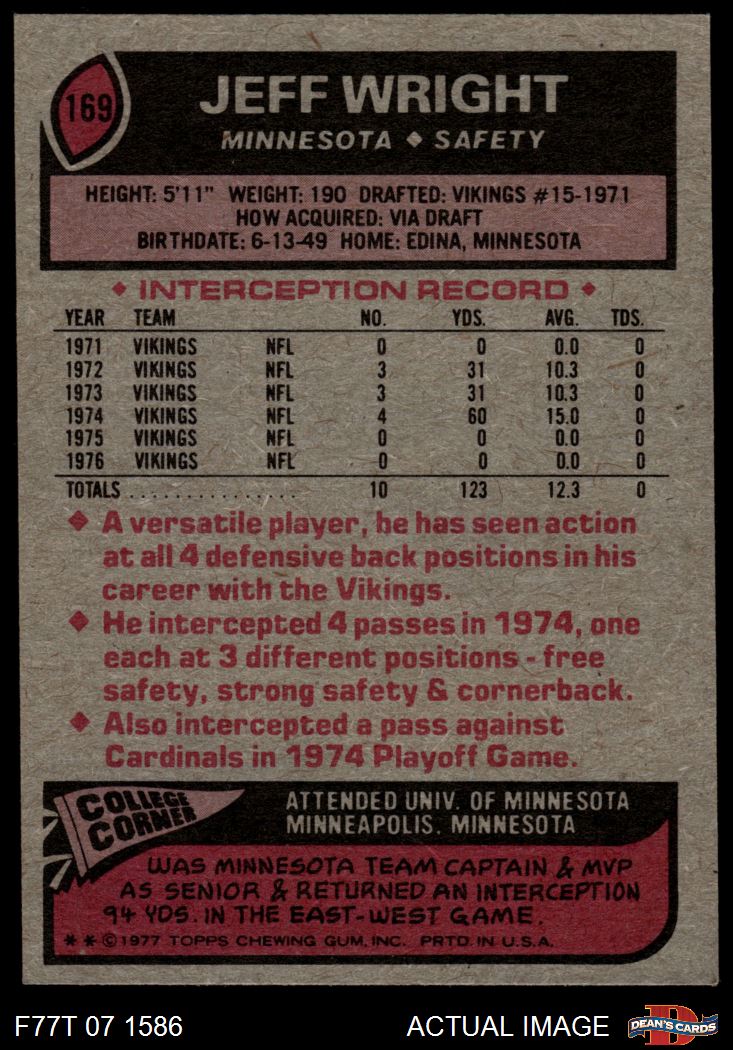 169
JEFF WRIGHT
MINNESOTA ◆ SAFETY
HEIGHT: 5'11" WEIGHT: 190 DRAFTED: VIKINGS #15-1971
HOW ACQUIRED: VIA DRAFT
BIRTHDATE: 6-13-49 HOME: EDINA, MINNESOTA
◆ INTERCEPTION RECORD ◆
YEAR TEAM NO. YDS. AVG. TDS.
1971 VIKINGS NFL 0 0 0.0 0
1972 VIKINGS NFL 3 31 10.3 0
1973 VIKINGS NFL 3 31 10.3 0
1974 VIKINGS NFL 4 60 15.0 0
1975 VIKINGS NFL 0 0 0.0 0
1976 VIKINGS NFL 0 0 0.0 0
TOTALS ............... 10 123 12.3 0
◆ A versatile player, he has seen action
at all 4 defensive back positions in his
career with the Vikings.
◆ He intercepted 4 passes in 1974, one
each at 3 different positions - free
safety, strong safety & cornerback.
◆ Also intercepted a pass against
Cardinals in 1974 Playoff Game.
COLLEGE
CORNER
ATTENDED UNIV. OF MINNESOTA
MINNEAPOLIS, MINNESOTA
WAS MINNESOTA TEAM CAPTAIN & MVP
AS SENIOR & RETURNED AN INTERCEPTION
94 YDS. IN THE EAST-WEST GAME.
* * © 1977 TOPPS CHEWING GUM, INC. PRTD. IN U.S.A.
F77T 07 1586
ACTUAL IMAGE
D
DEAN'S CARDS